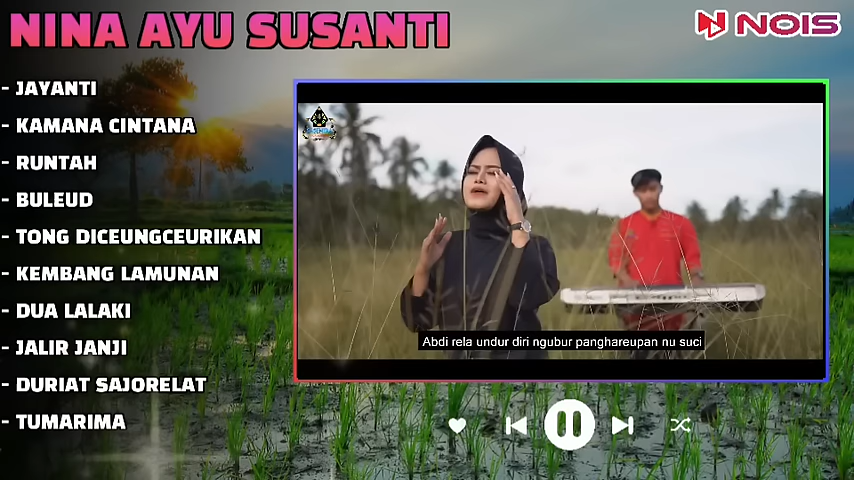 NINA AYU SUSANTI
NOIS
- JAYANTI
- KAMANA CINTANA
- RUNTAH
- BULEUD
- TONG DICEUNGCEURIKAN
- KEMBANG LAMUNAN
- DUA LALAKI
- JALIR JANJI
- DURIAT SAJORELAT
- TUMARIMA
Abdi rela undur diri ngubur panghareupan nu suci